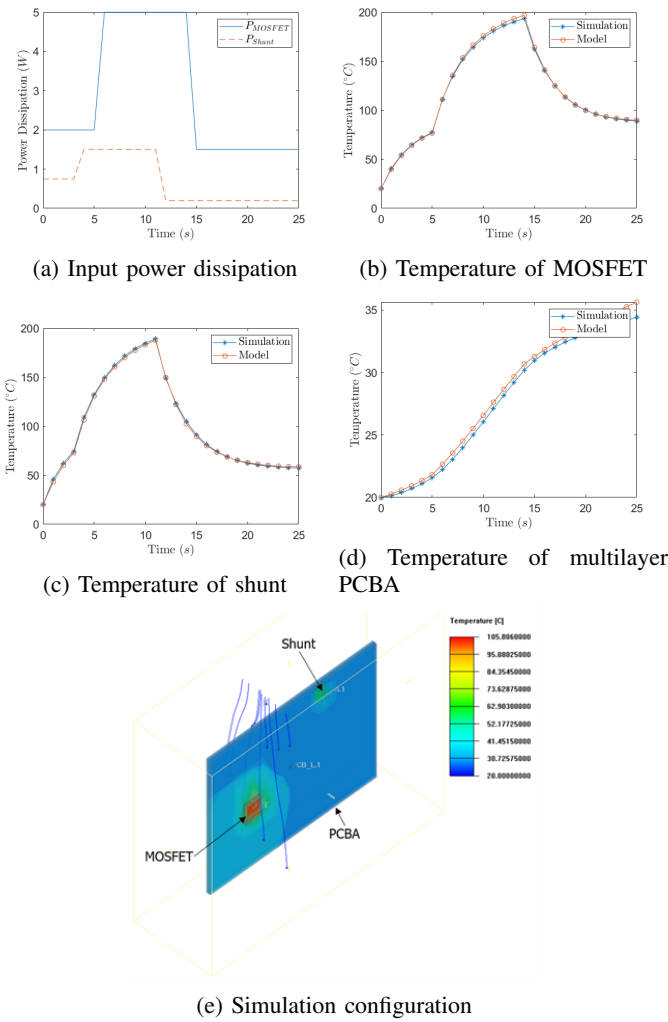 5
4
3
2
1
0
Power Dissipation (W)
P_MOSFET
P_Shunt
0 5 10 15 20 25
Time (s)
(a) Input power dissipation
200
150
100
50
0
Temperature (°C)
Simulation
Model
0 5 10 15 20 25
Time (s)
(b) Temperature of MOSFET
200
150
100
50
0
Temperature (°C)
Simulation
Model
0 5 10 15 20 25
Time (s)
(c) Temperature of shunt
35
30
25
20
Temperature (°C)
Simulation
Model
0 5 10 15 20 25
Time (s)
(d) Temperature of multilayer
PCBA
Temperature [C]
105.8060000
95.08025000
84.35450000
73.62875000
62.90300000
52.17725000
41.45150000
30.72575000
20.00000000
Shunt
CB_L.1
MOSFET
PCBA
(e) Simulation configuration